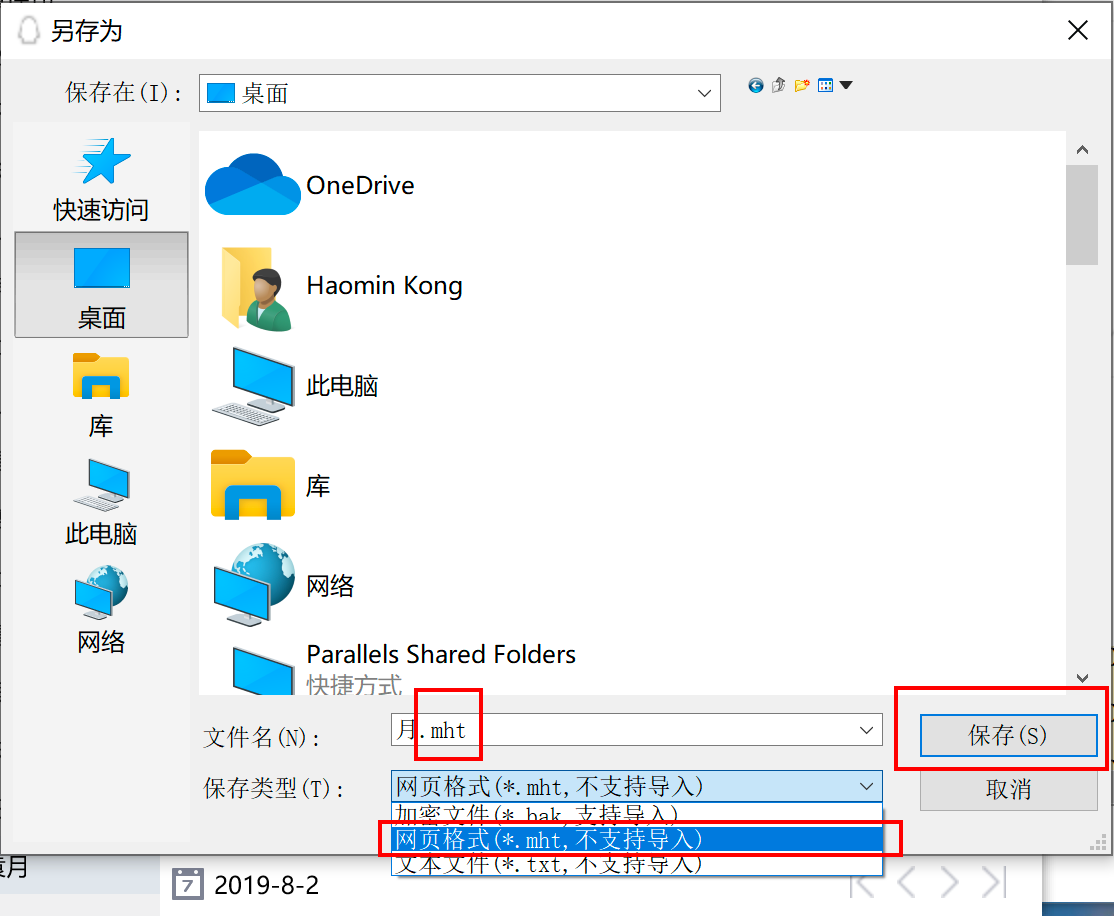 另存为
保存在(I):
桌面
快速访问
桌面
库
此电脑
网络
OneDrive
Haomin Kong
此电脑
库
网络
Parallels Shared Folders
快捷方式
文件名(N):
月.mht
保存(S)
保存类型(T):
网页格式(*.mht,不支持导入)
取消
加密文件(*.bak,支持导入)
网页格式(*.mht,不支持导入)
文本文件(*.txt,不支持导入)
月
7
2019-8-2